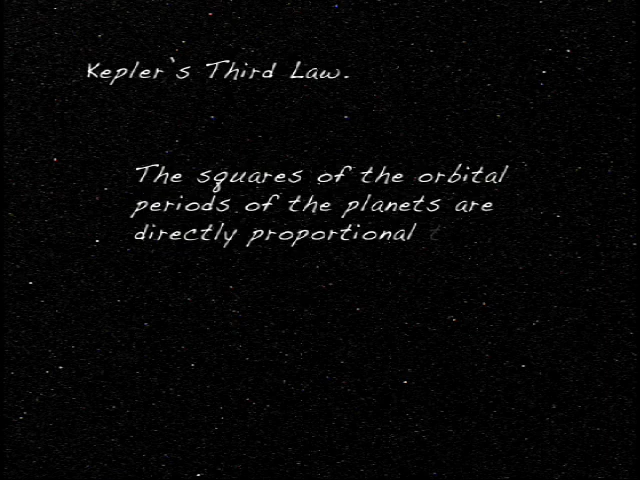 Kepler's Third Law.
The squares of the orbital
periods of the planets are
directly proportional t